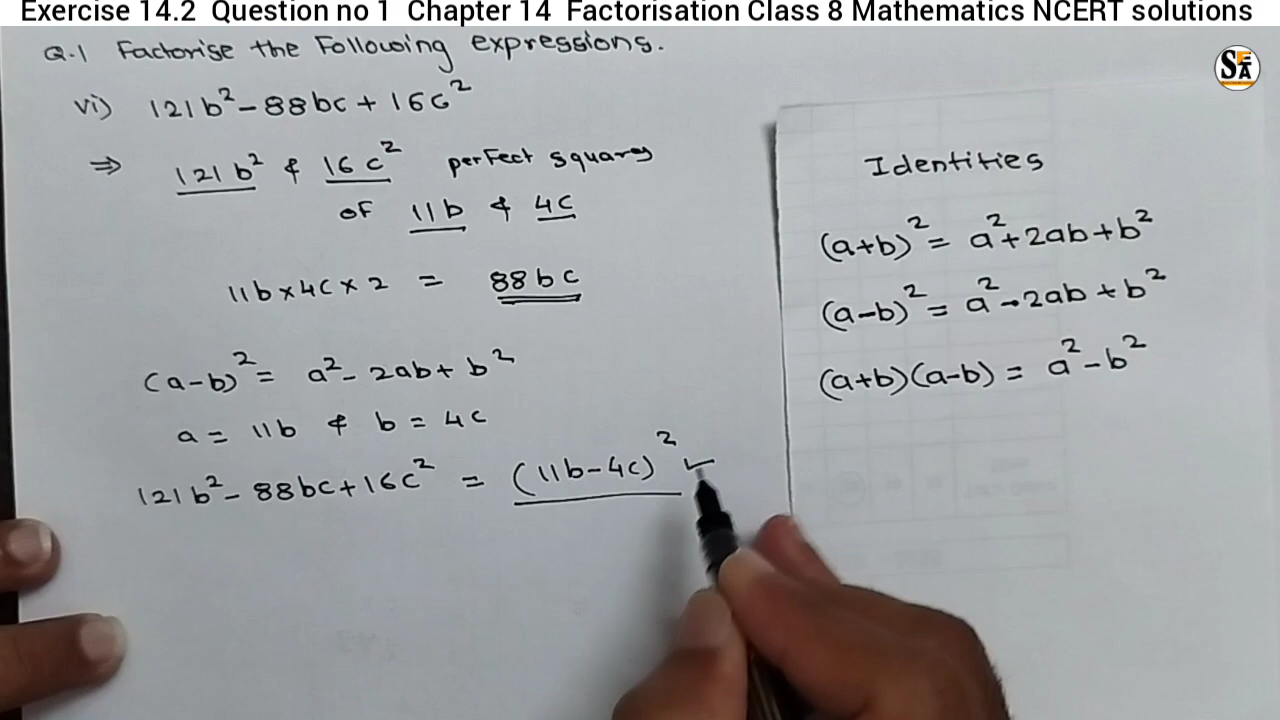 Exercise 14.2 Question no 1 Chapter 14 Factorisation Class 8 Mathematics NCERT solutions
Q.1 Factorise the Following expressions.
vi) 121b² - 88bc + 16c²
⇒ 121b² & 16c² perfect squares
of 11b & 4c
11b × 4c × 2 = 88bc
(a-b)² = a² - 2ab + b²
a = 11b & b = 4c
121b² - 88bc + 16c² = (11b - 4c)² ✓
SFEA
Identities
(a+b)² = a² + 2ab + b²
(a-b)² = a² - 2ab + b²
(a+b)(a-b) = a² - b²